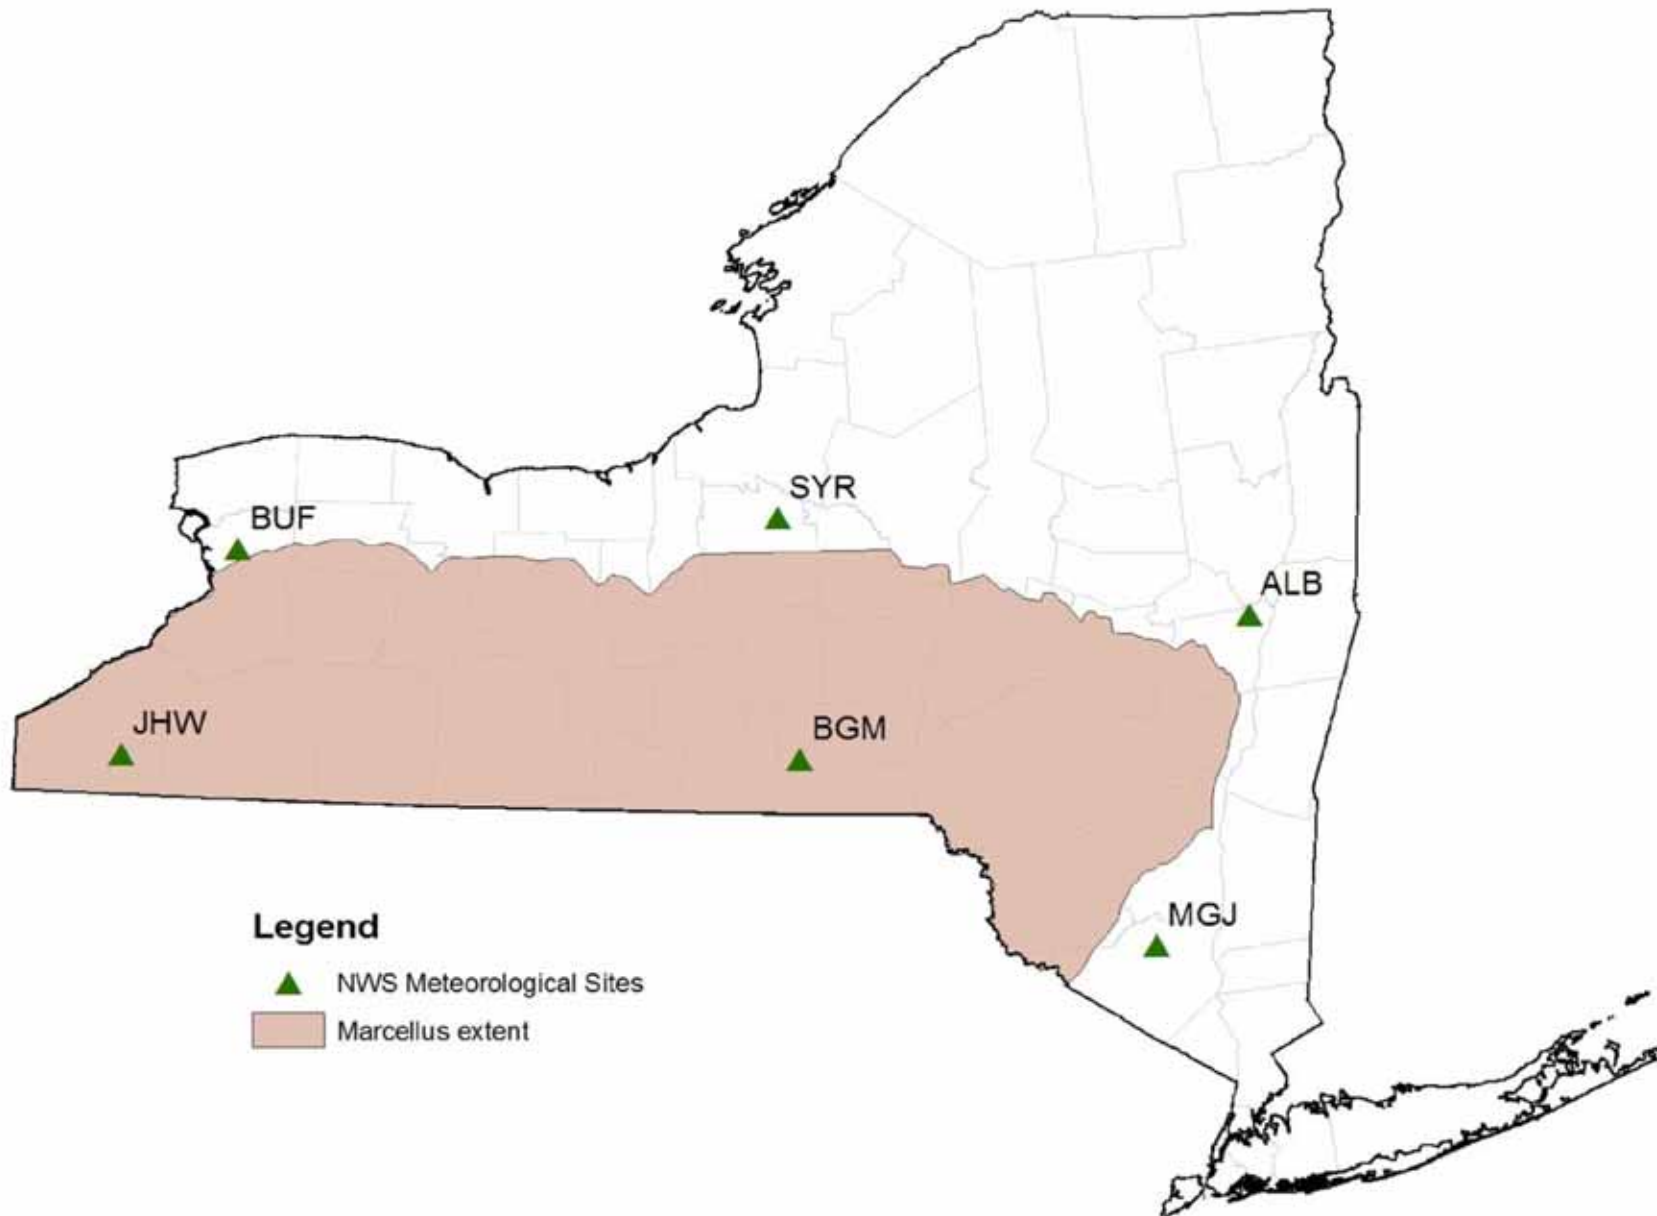 SYR
BUF
ALB
JHW
BGM
MGJ
Legend
NWS Meteorological Sites
Marcellus extent